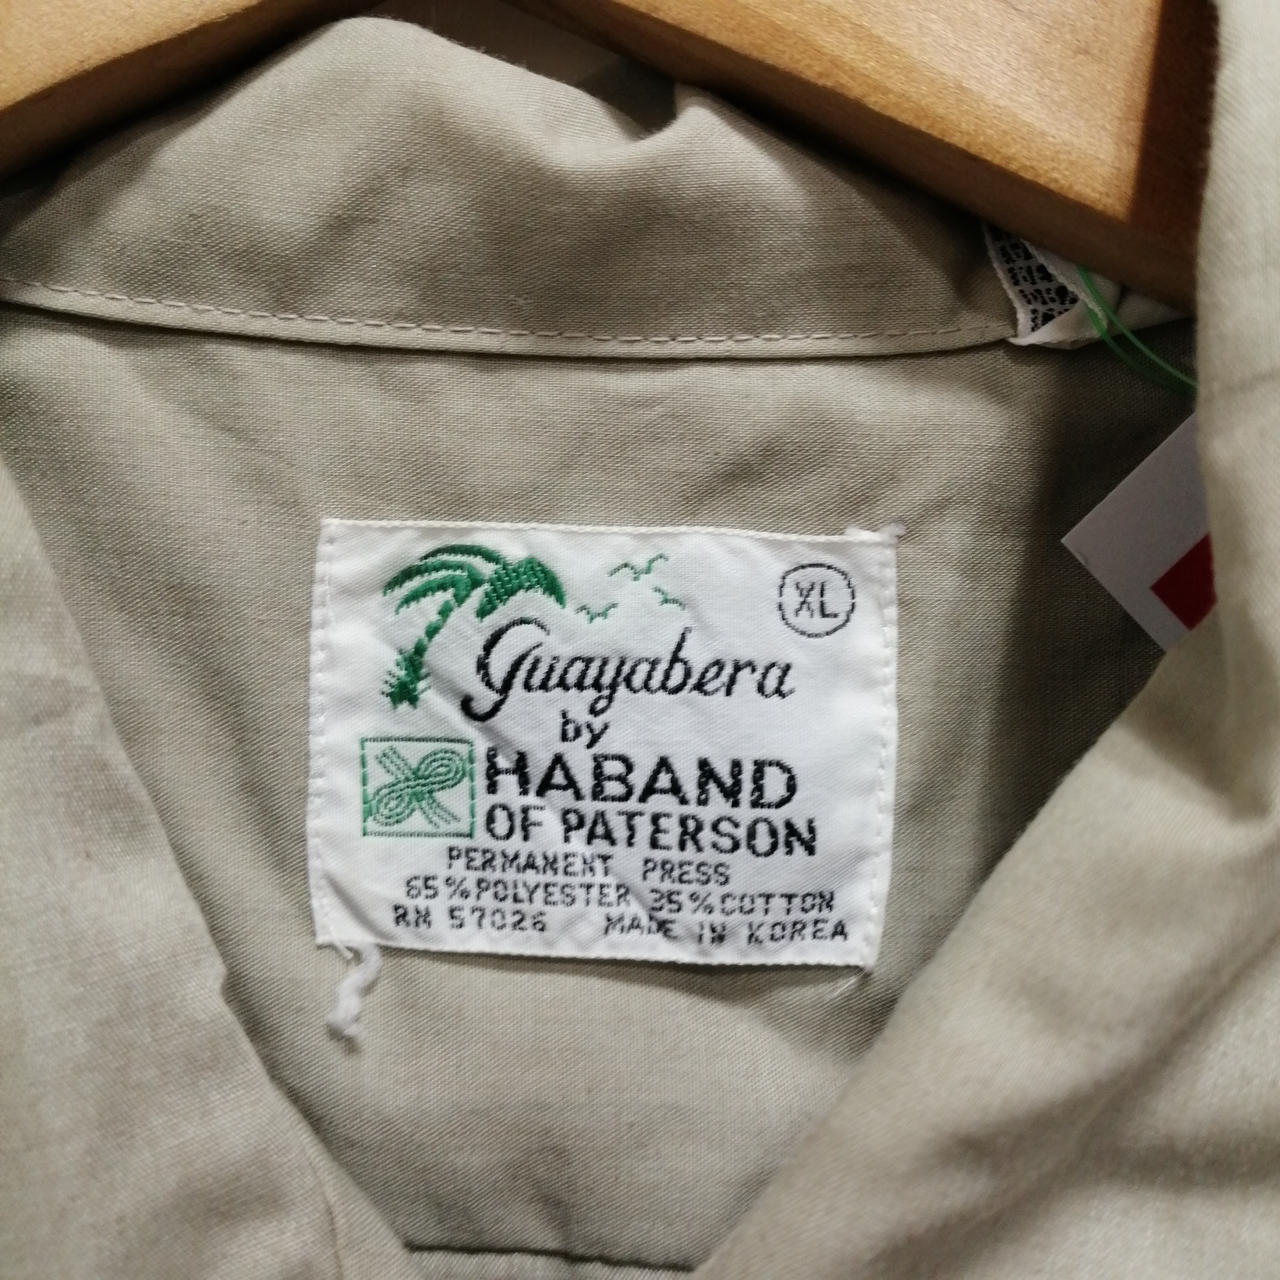 XL
Guayabera
by
HABAND
OF PATERSON
PERMANENT PRESS
65% POLYESTER 35% COTTON
RN 57026 MADE IN KOREA